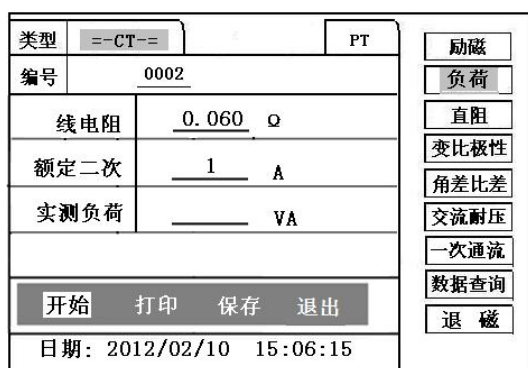 类型 =-CT-= PT
编号 0002
线电阻 0.060 Ω
额定二次 1 A
实测负荷 VA
开始 打印 保存 退出
日期: 2012/02/10 15:06:15
励磁
负荷
直阻
变比极性
角差比差
交流耐压
一次通流
数据查询
退 磁